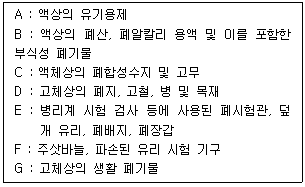 A : 액상의 유기용제
B : 액상의 폐산, 폐알칼리 용액 및 이를 포함한
부식성 폐기물
C : 액체상의 폐합성수지 및 고무
D : 고체상의 폐지, 고철, 병 및 목재
E : 병리계 시험 검사 등에 사용된 폐시험관, 덮
개 유리, 폐배지, 폐장갑
F : 주삿바늘, 파손된 유리 시험 기구
G : 고체상의 생활 폐기물